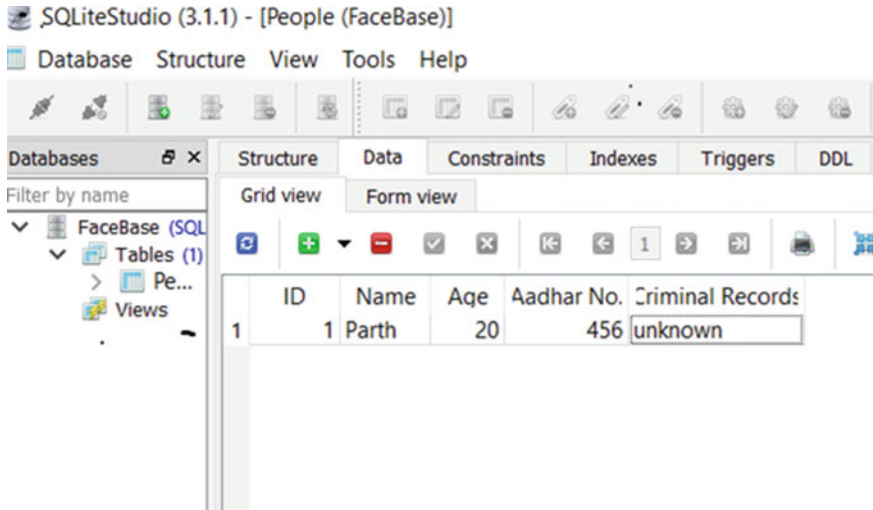 SQLiteStudio (3.1.1) - [People (FaceBase)]
Database Structure View Tools Help
Databases
Structure Data Constraints Indexes Triggers DDL
Filter by name
Grid view Form view
FaceBase (SQL
Tables (1)
1
Pe...
Views
ID Name Age Aadhar No. Criminal Records
1 1 Parth 20 456 unknown